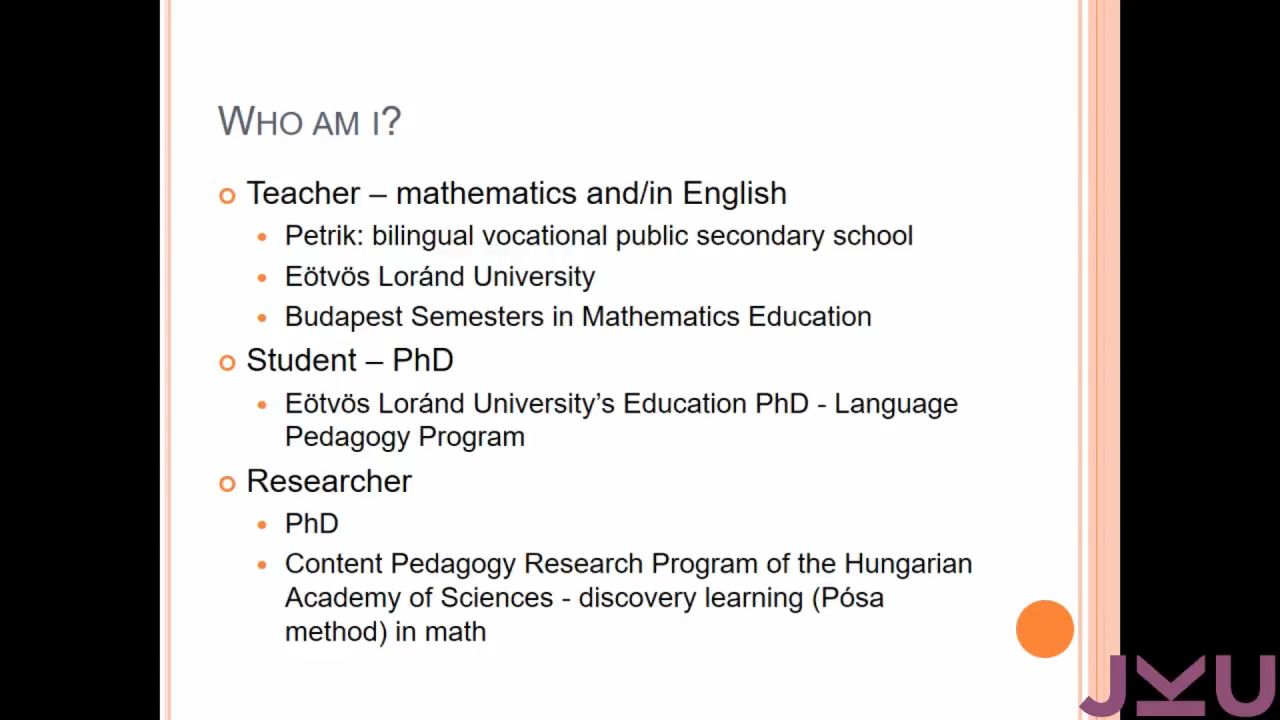 WHO AM I?
Teacher – mathematics and/in English
Petrik: bilingual vocational public secondary school
Eötvös Loránd University
Budapest Semesters in Mathematics Education
Student – PhD
Eötvös Loránd University’s Education PhD - Language
Pedagogy Program
Researcher
PhD
Content Pedagogy Research Program of the Hungarian
Academy of Sciences - discovery learning (Pósa
method) in math
JKU